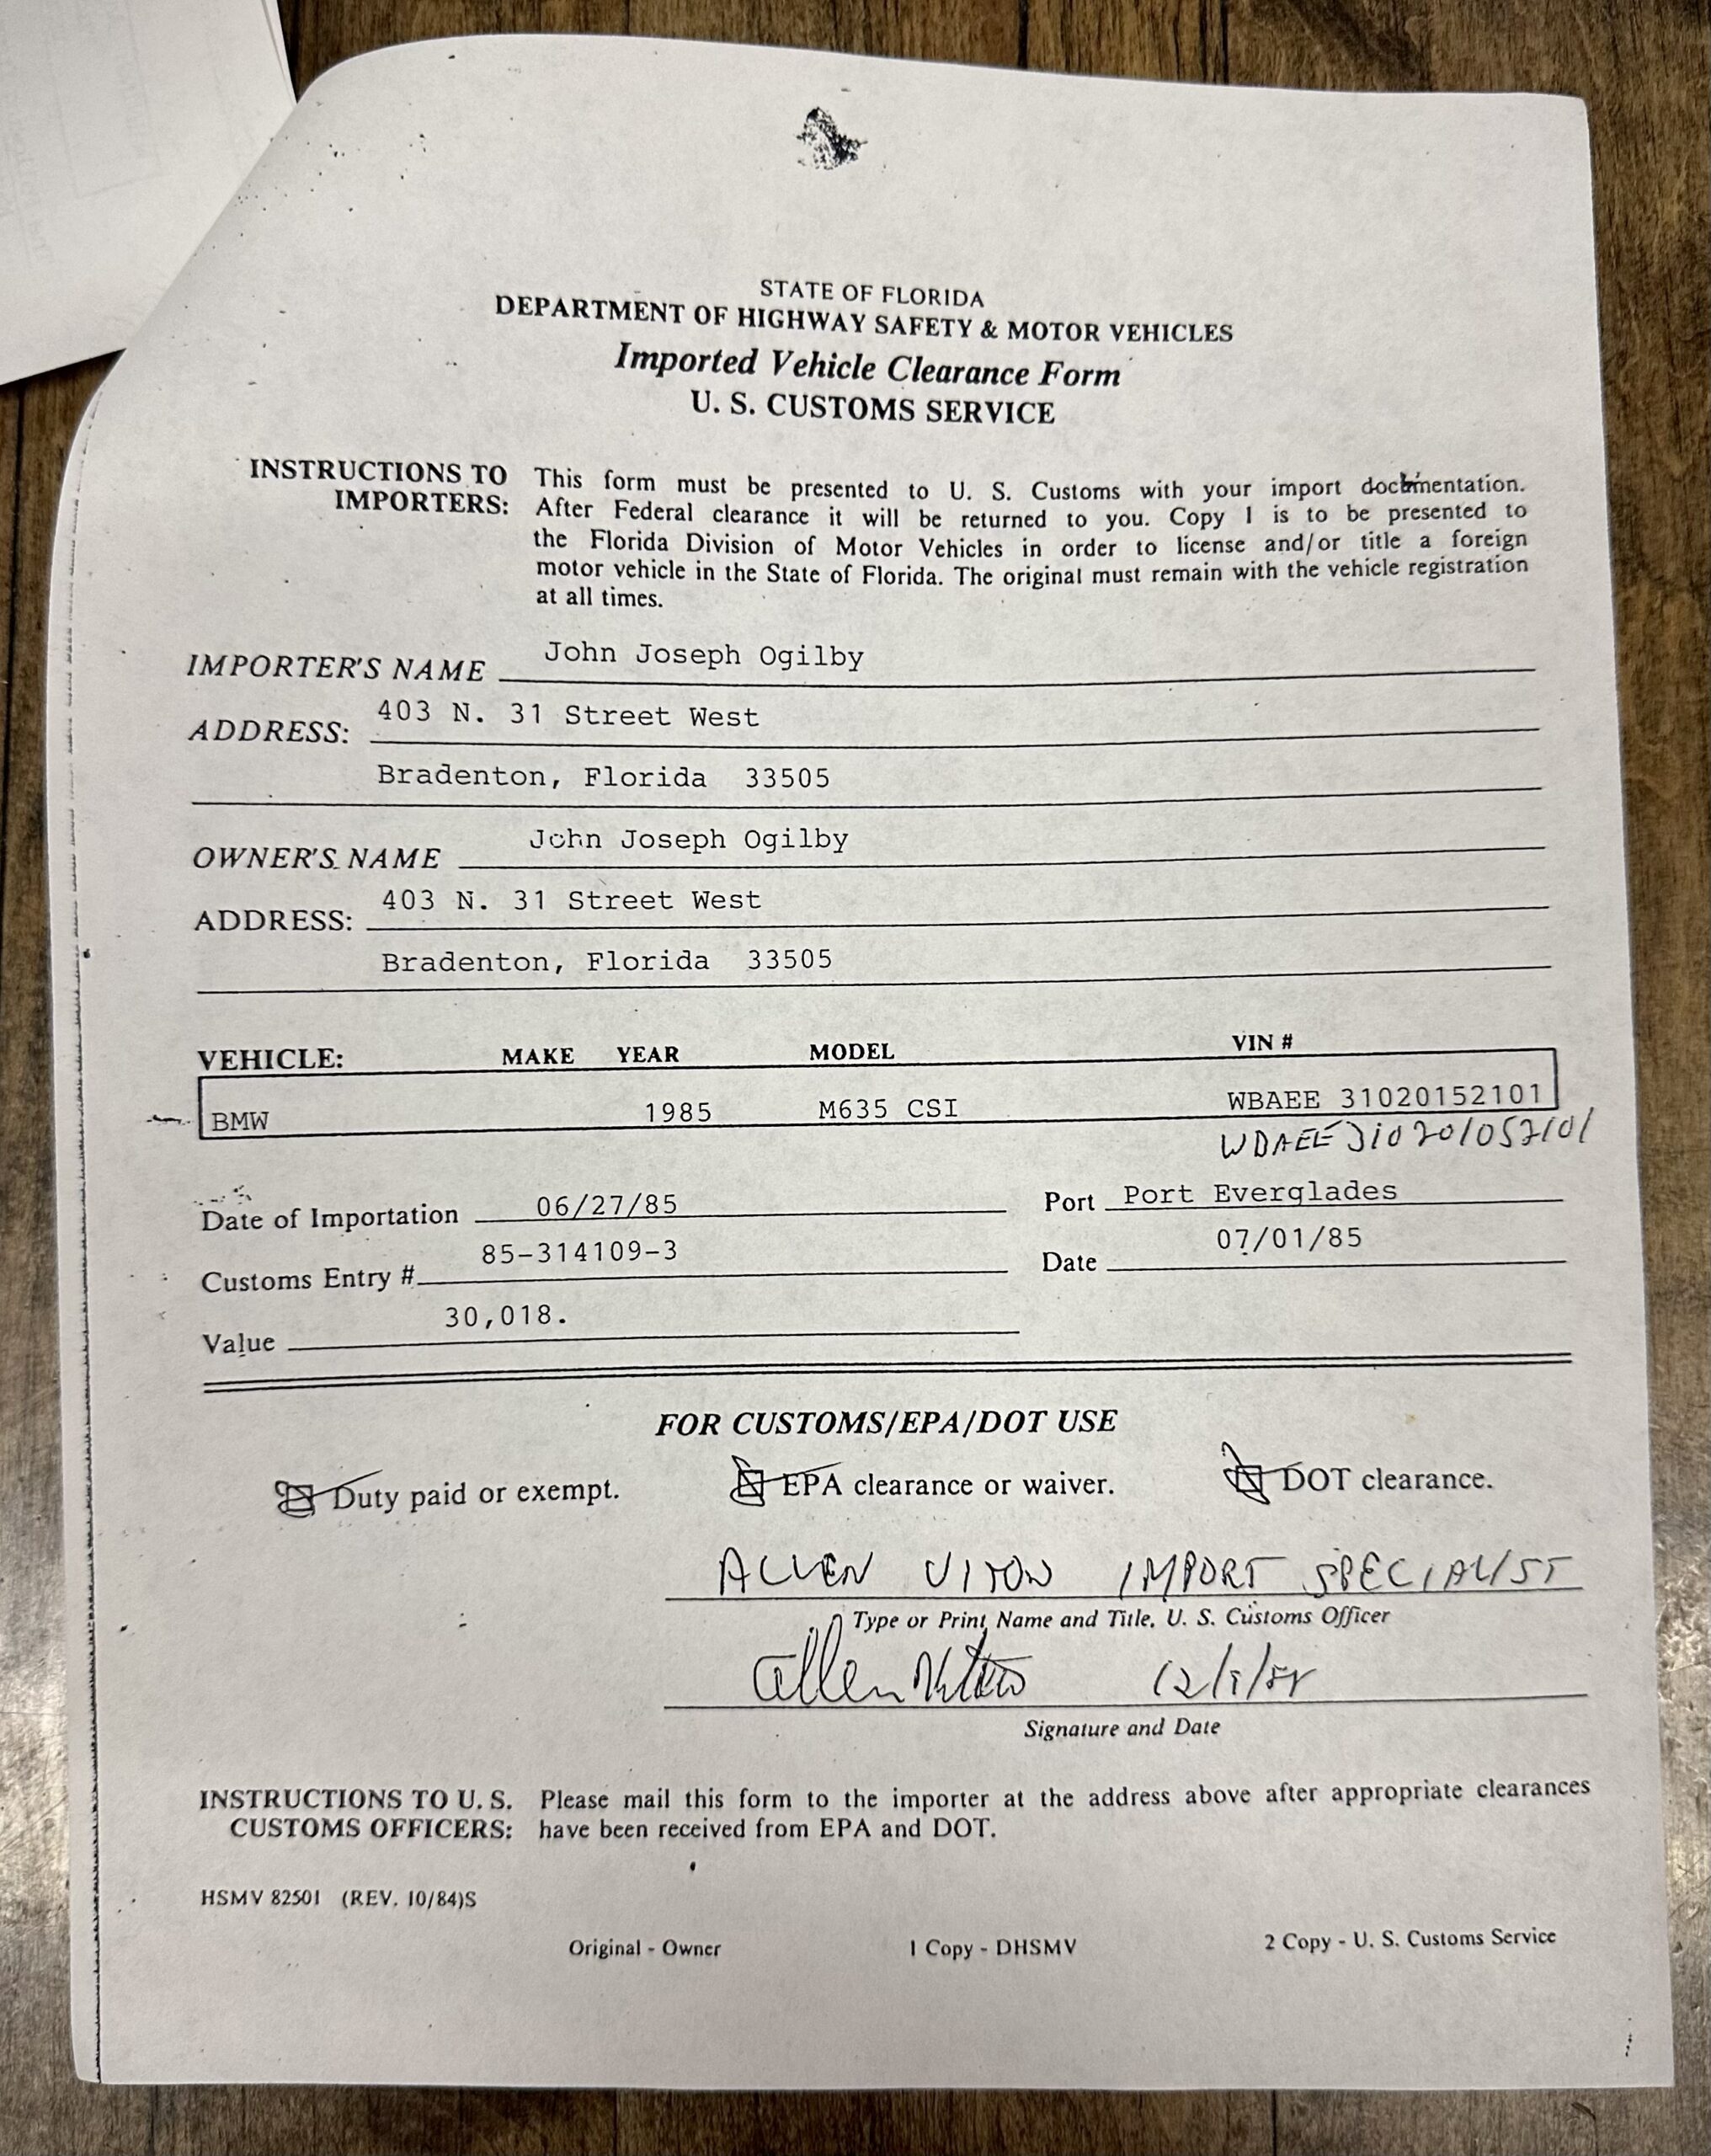 STATE OF FLORIDA
DEPARTMENT OF HIGHWAY SAFETY & MOTOR VEHICLES
Imported Vehicle Clearance Form
U. S. CUSTOMS SERVICE
INSTRUCTIONS TO IMPORTERS: This form must be presented to U. S. Customs with your import documentation.
After Federal clearance it will be returned to you. Copy 1 is to be presented to
the Florida Division of Motor Vehicles in order to license and/or title a foreign
motor vehicle in the State of Florida. The original must remain with the vehicle registration
at all times.
IMPORTER'S NAME John Joseph Ogilby
ADDRESS: 403 N. 31 Street West
Bradenton, Florida 33505
OWNER'S NAME John Joseph Ogilby
ADDRESS: 403 N. 31 Street West
Bradenton, Florida 33505
VEHICLE: MAKE YEAR MODEL VIN #
BMW 1985 M635 CSI WBAEE 31020152101
Date of Importation 06/27/85 Port Port Everglades
Customs Entry # 85-314109-3 Date 07/01/85
Value 30,018.
FOR CUSTOMS/EPA/DOT USE
Duty paid or exempt. EPA clearance or waiver. DOT clearance.
ALLEN IMPORT SPECIALIST
Type or Print Name and Title, U. S. Customs Officer
Allen
Signature and Date
INSTRUCTIONS TO U. S. CUSTOMS OFFICERS: Please mail this form to the importer at the address above after appropriate clearances
have been received from EPA and DOT.
HSMV 82501 (REV. 10/84)S
Original - Owner 1 Copy - DHSMV 2 Copy - U. S. Customs Service